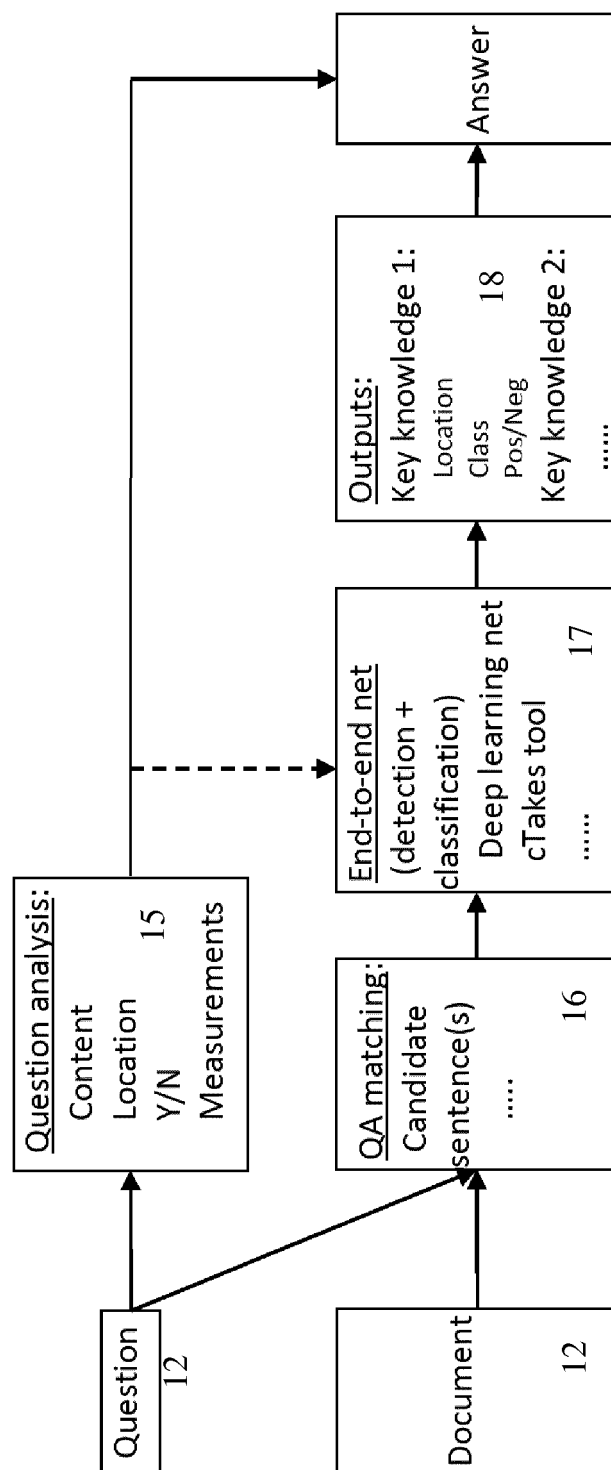 Question
12
Question analysis:
Content
Location
Y/N
Measurements
15
Document
12
QA matching:
Candidate
sentence(s)
.....
16
End-to-end net
(detection +
classification)
Deep learning net
cTakes tool
......
17
Outputs:
Key knowledge 1:
Location
Class
Pos/Neg
Key knowledge 2:
......
18
Answer